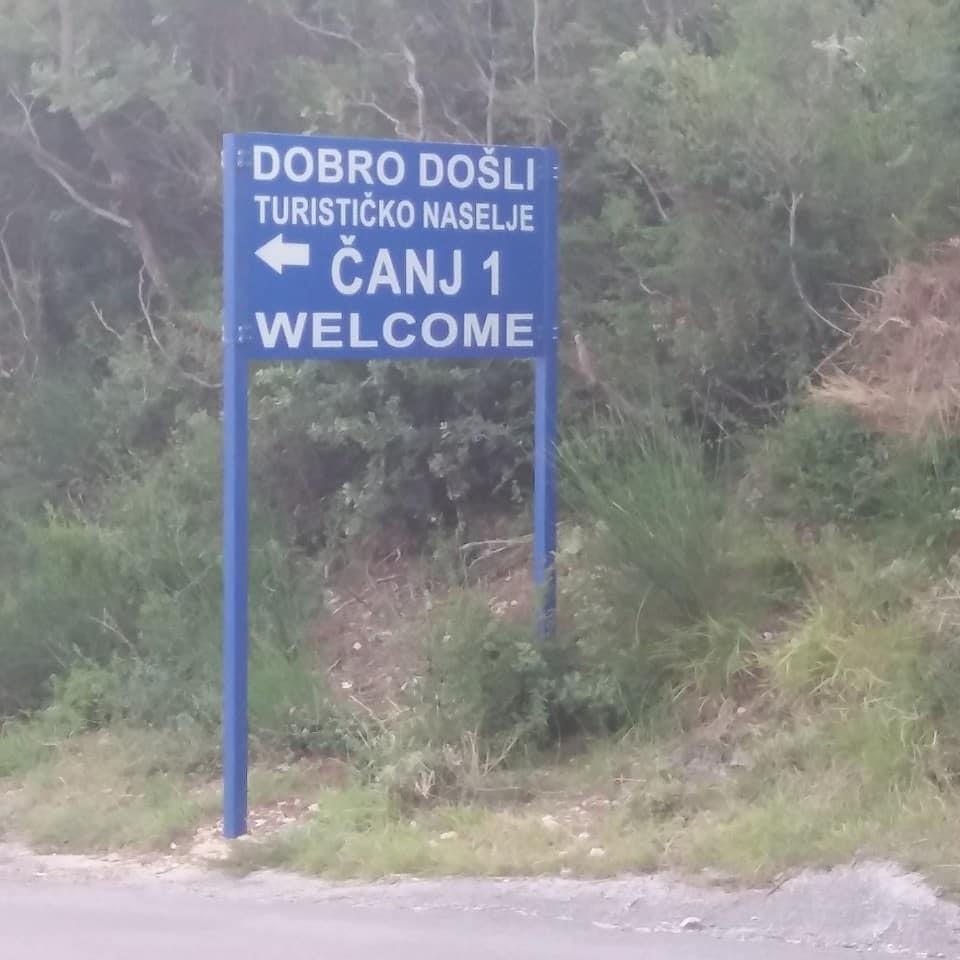 DOBRO DOŠLI
TURISTIČKO NASELJE
ČANJ 1
WELCOME